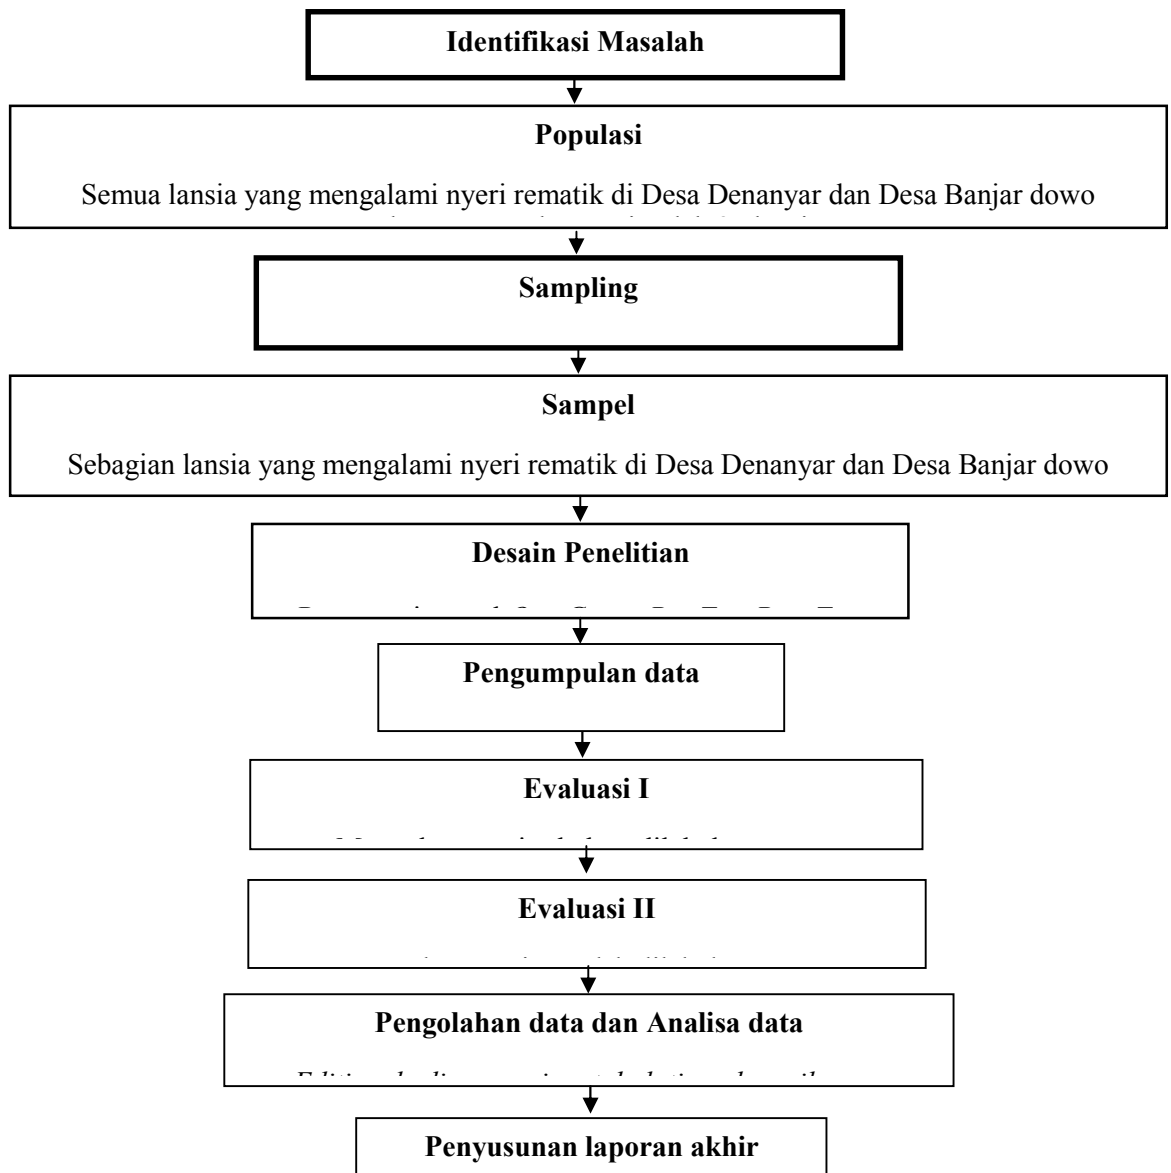 Identifikasi Masalah
Populasi
Semua lansia yang mengalami nyeri rematik di Desa Denanyar dan Desa Banjar dowo
Sampling
Sampel
Sebagian lansia yang mengalami nyeri rematik di Desa Denanyar dan Desa Banjar dowo
Desain Penelitian
Pengumpulan data
Evaluasi I
Evaluasi II
Pengolahan data dan Analisa data
Penyusunan laporan akhir